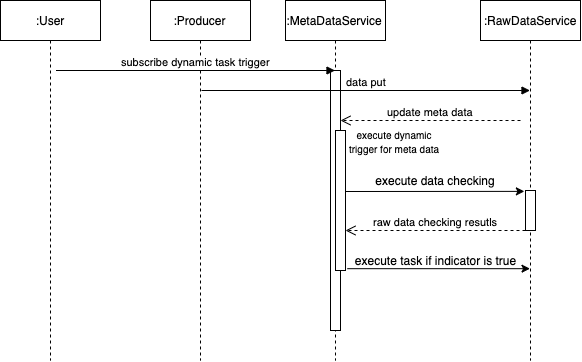 :User
:Producer
:MetaDataService
:RawDataService
subscribe dynamic task trigger
data put
update meta data
execute dynamic
trigger for meta data
execute data checking
raw data checking resutls
execute task if indicator is true